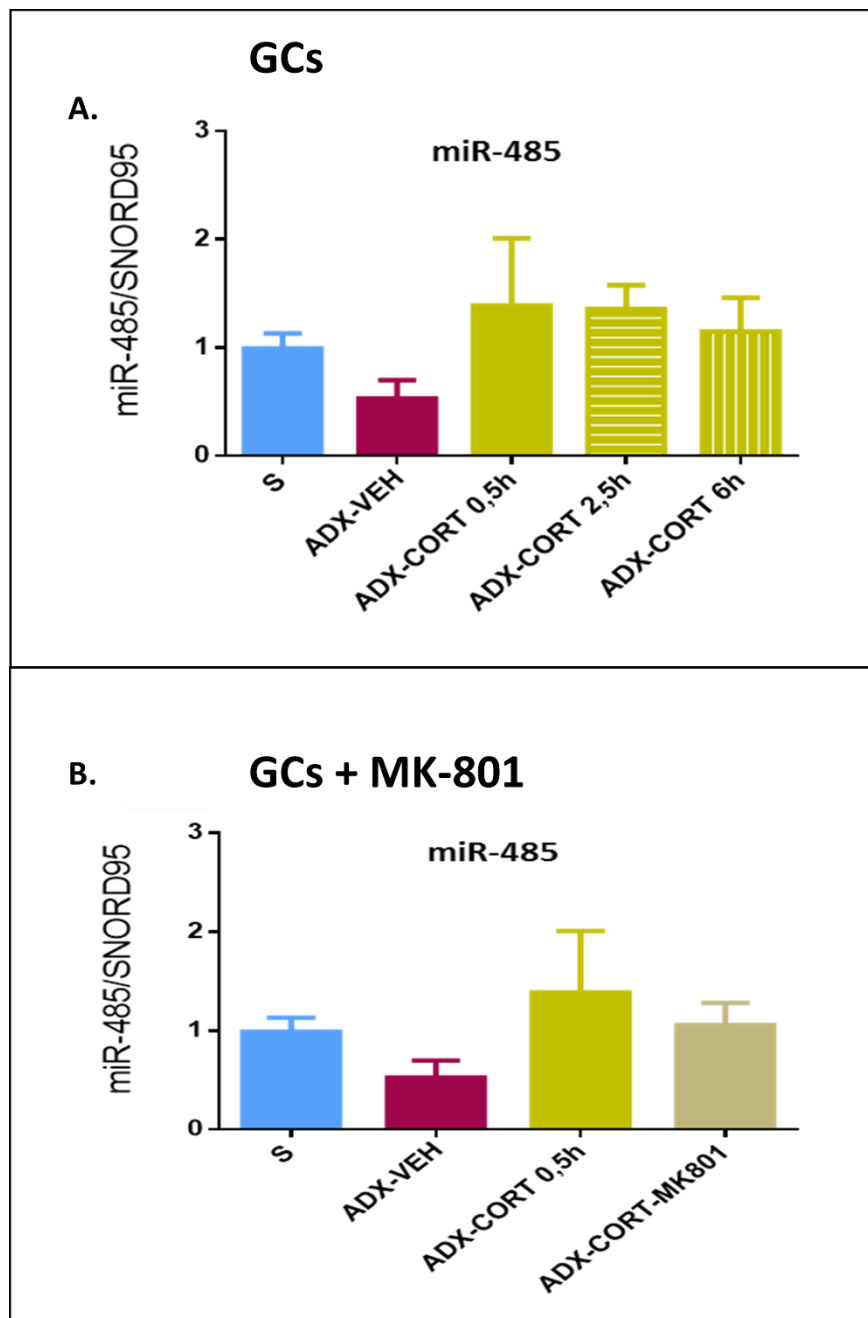 GCs
A.
miR-485
miR-485/SNORD95
3
2
1
0
S
ADX-VEH
ADX-CORT 0,5h
ADX-CORT 2,5h
ADX-CORT 6h
B.
GCs + MK-801
miR-485
miR-485/SNORD95
3
2
1
0
S
ADX-VEH
ADX-CORT 0,5h
ADX-CORT-MK801